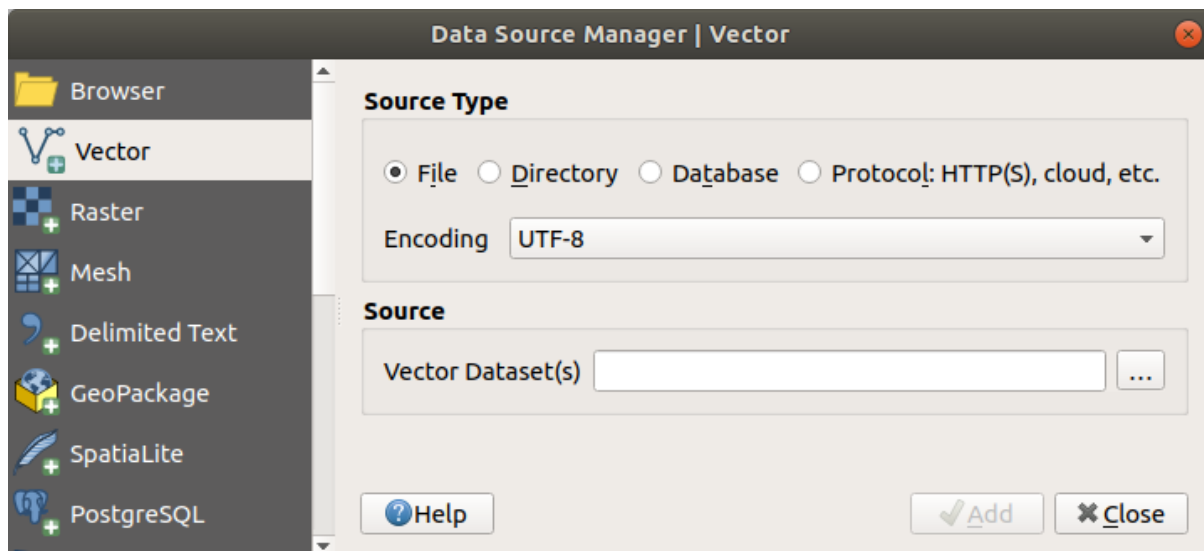 Data Source Manager | Vector
Browser
Vector
Raster
Mesh
Delimited Text
GeoPackage
SpatiaLite
PostgreSQL
Source Type
File Directory Database Protocol: HTTP(S), cloud, etc.
Encoding UTF-8
Source
Vector Dataset(s) ...
Help Add Close